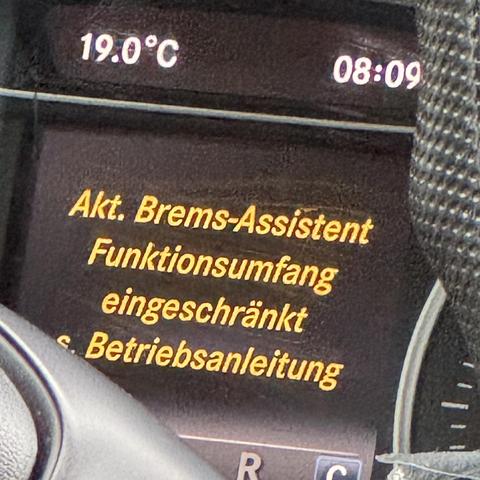 19.0°C 08:09
Akt. Brems-Assistent
Funktionsumfang
eingeschränkt
s. Betriebsanleitung
R C